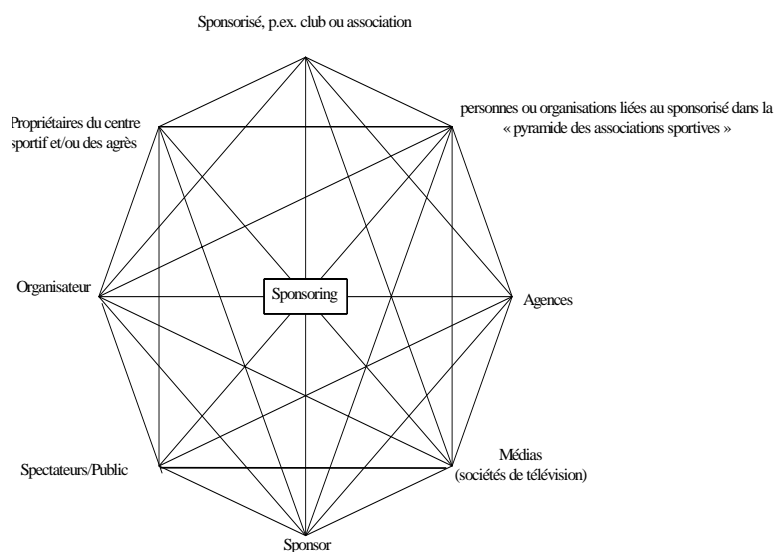 Sponsorisé, p.ex. club ou association
personnes ou organisations liées au sponsorisé dans la
« pyramide des associations sportives »
Propriétaires du centre
sportif et/ou des agrès
Organisateur
Sponsoring
Agences
Spectateurs/Public
Médias
(sociétés de télévision)
Sponsor